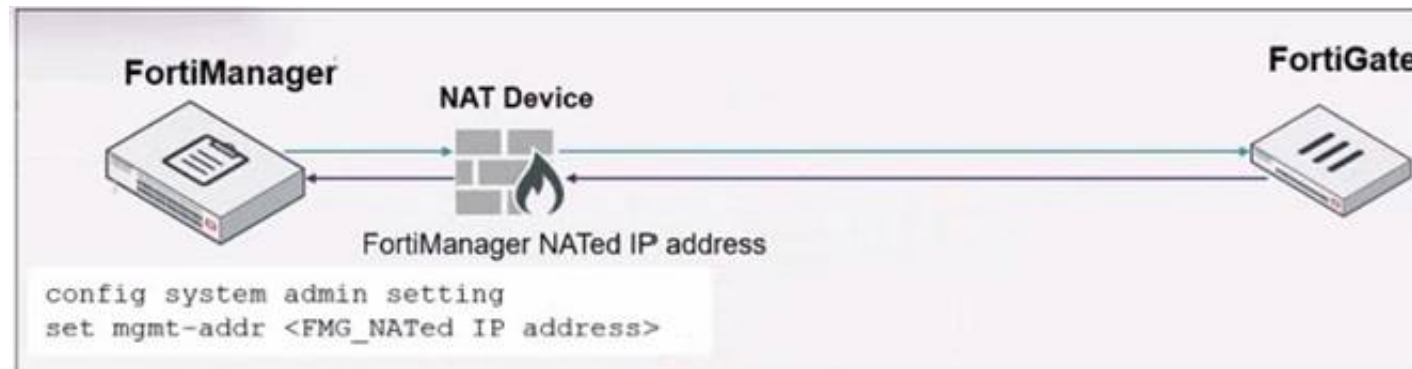 FortiManager
FortiGate
NAT Device
FortiManager NATed IP address
config system admin setting
set mgmt-addr <FMG_NATed IP address>